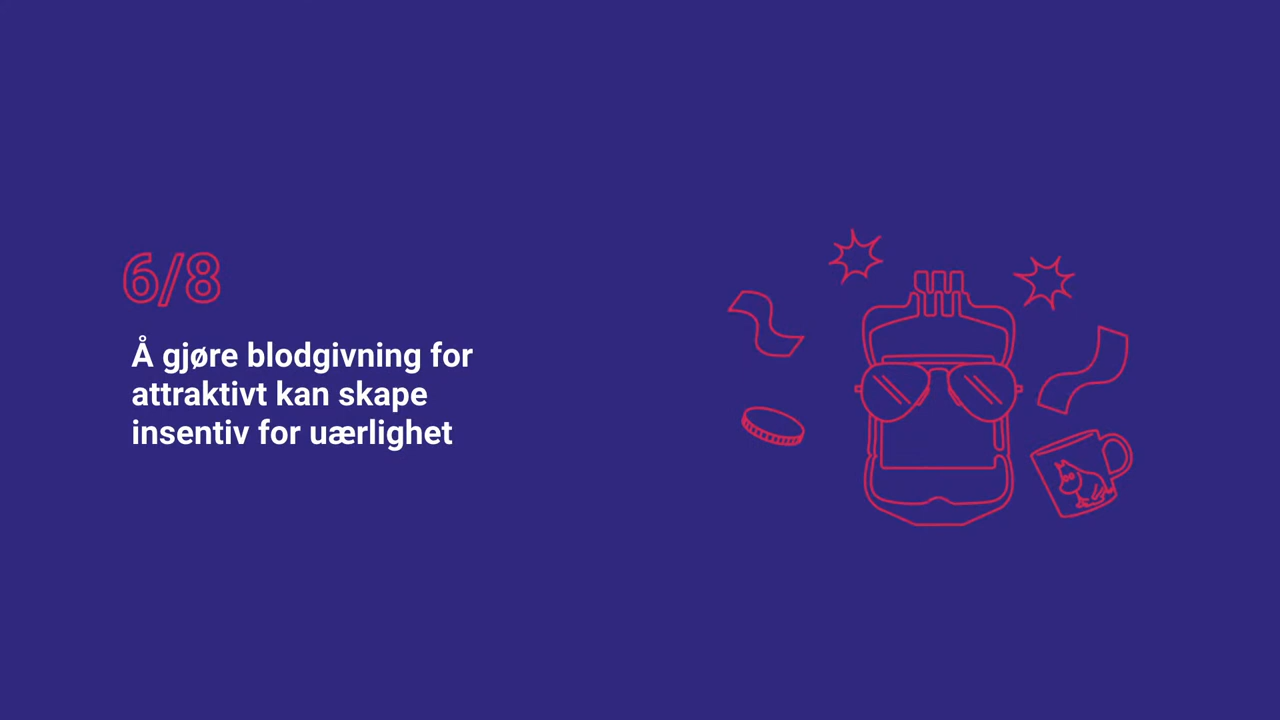 6/8
Å gjøre blodgivning for
attraktivt kan skape
insentiv for uærlighet